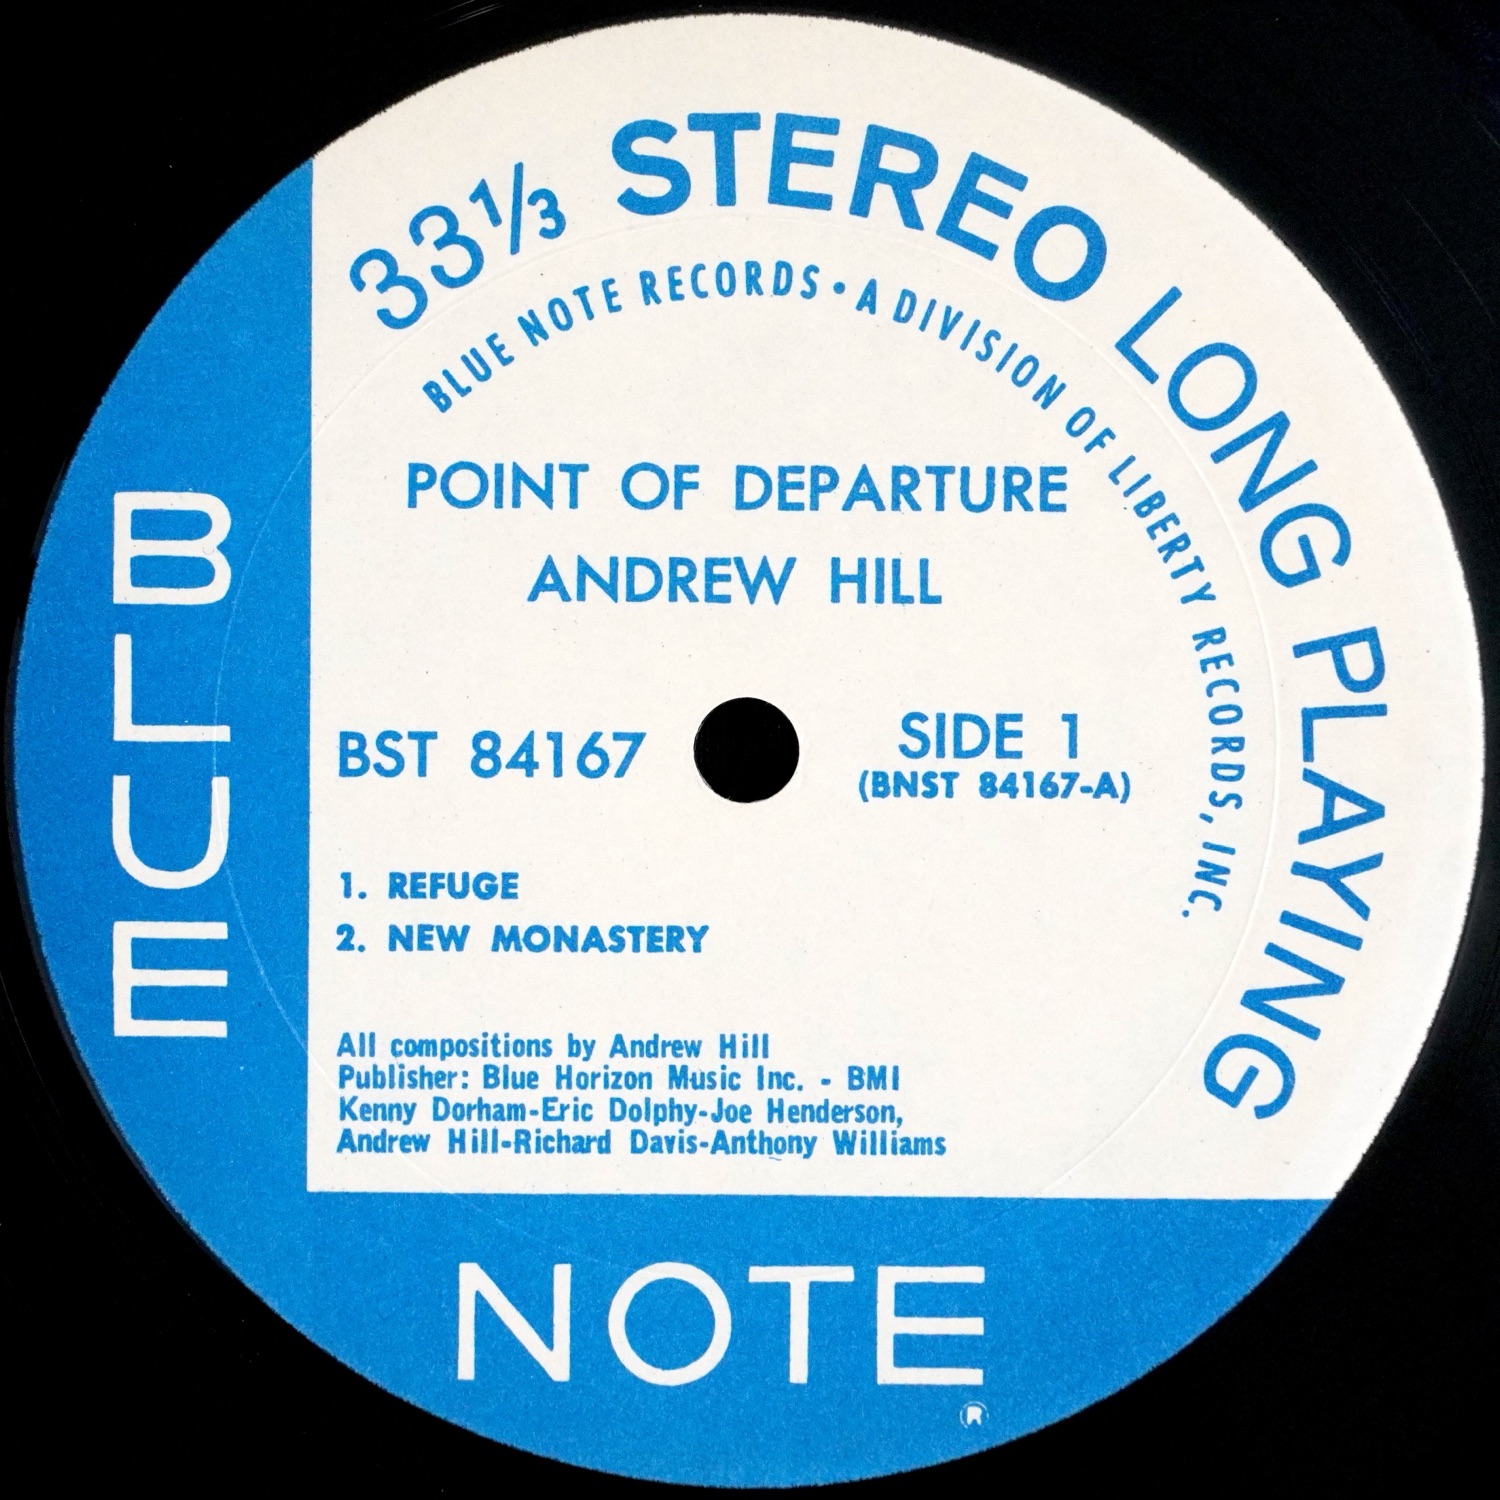 33⅓ STEREO LONG PLAYING
BLUE NOTE RECORDS • A DIVISION OF LIBERTY RECORDS, INC.
POINT OF DEPARTURE
ANDREW HILL
BST 84167
SIDE 1
(BNST 84167-A)
1. REFUGE
2. NEW MONASTERY
All compositions by Andrew Hill
Publisher: Blue Horizon Music Inc. - BMI
Kenny Dorham-Eric Dolphy-Joe Henderson,
Andrew Hill-Richard Davis-Anthony Williams
BLUE
NOTE
®